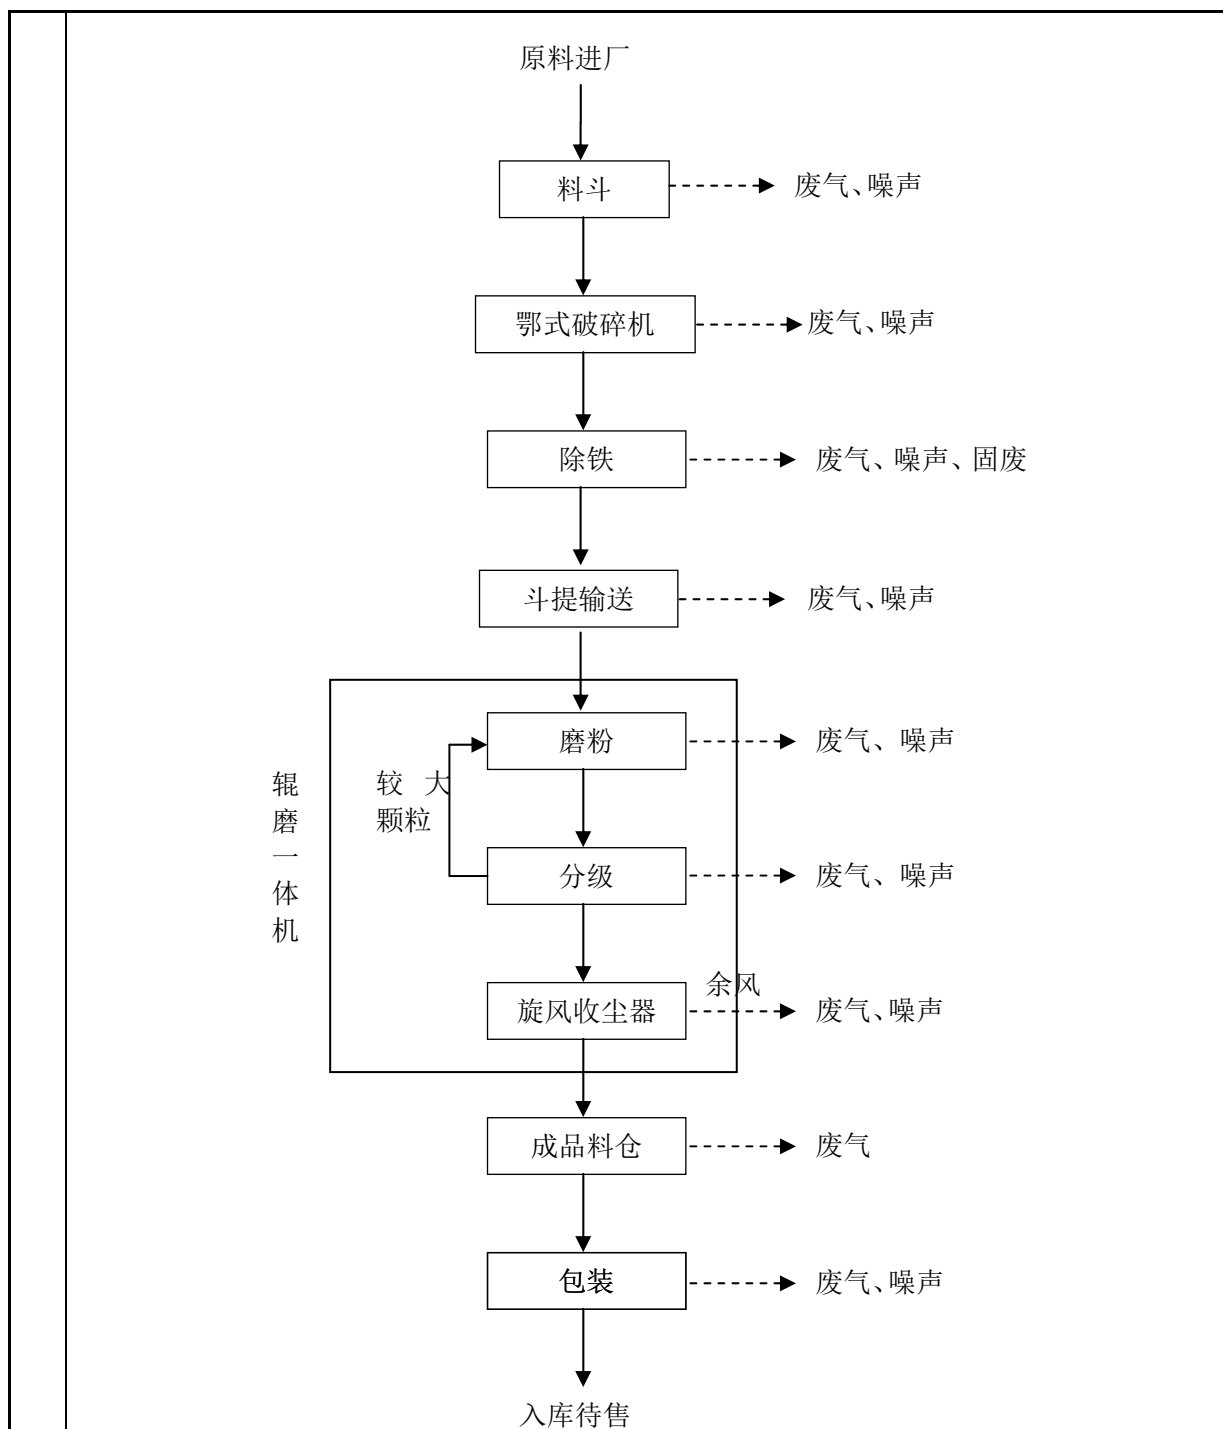 原料进厂
料斗
废气、噪声
鄂式破碎机
废气、噪声
除铁
废气、噪声、固废
斗提输送
废气、噪声
磨粉
废气、噪声
辊磨一体机
较大
颗粒
分级
废气、噪声
余风
旋风收尘器
废气、噪声
成品料仓
废气
包装
废气、噪声
入库待售